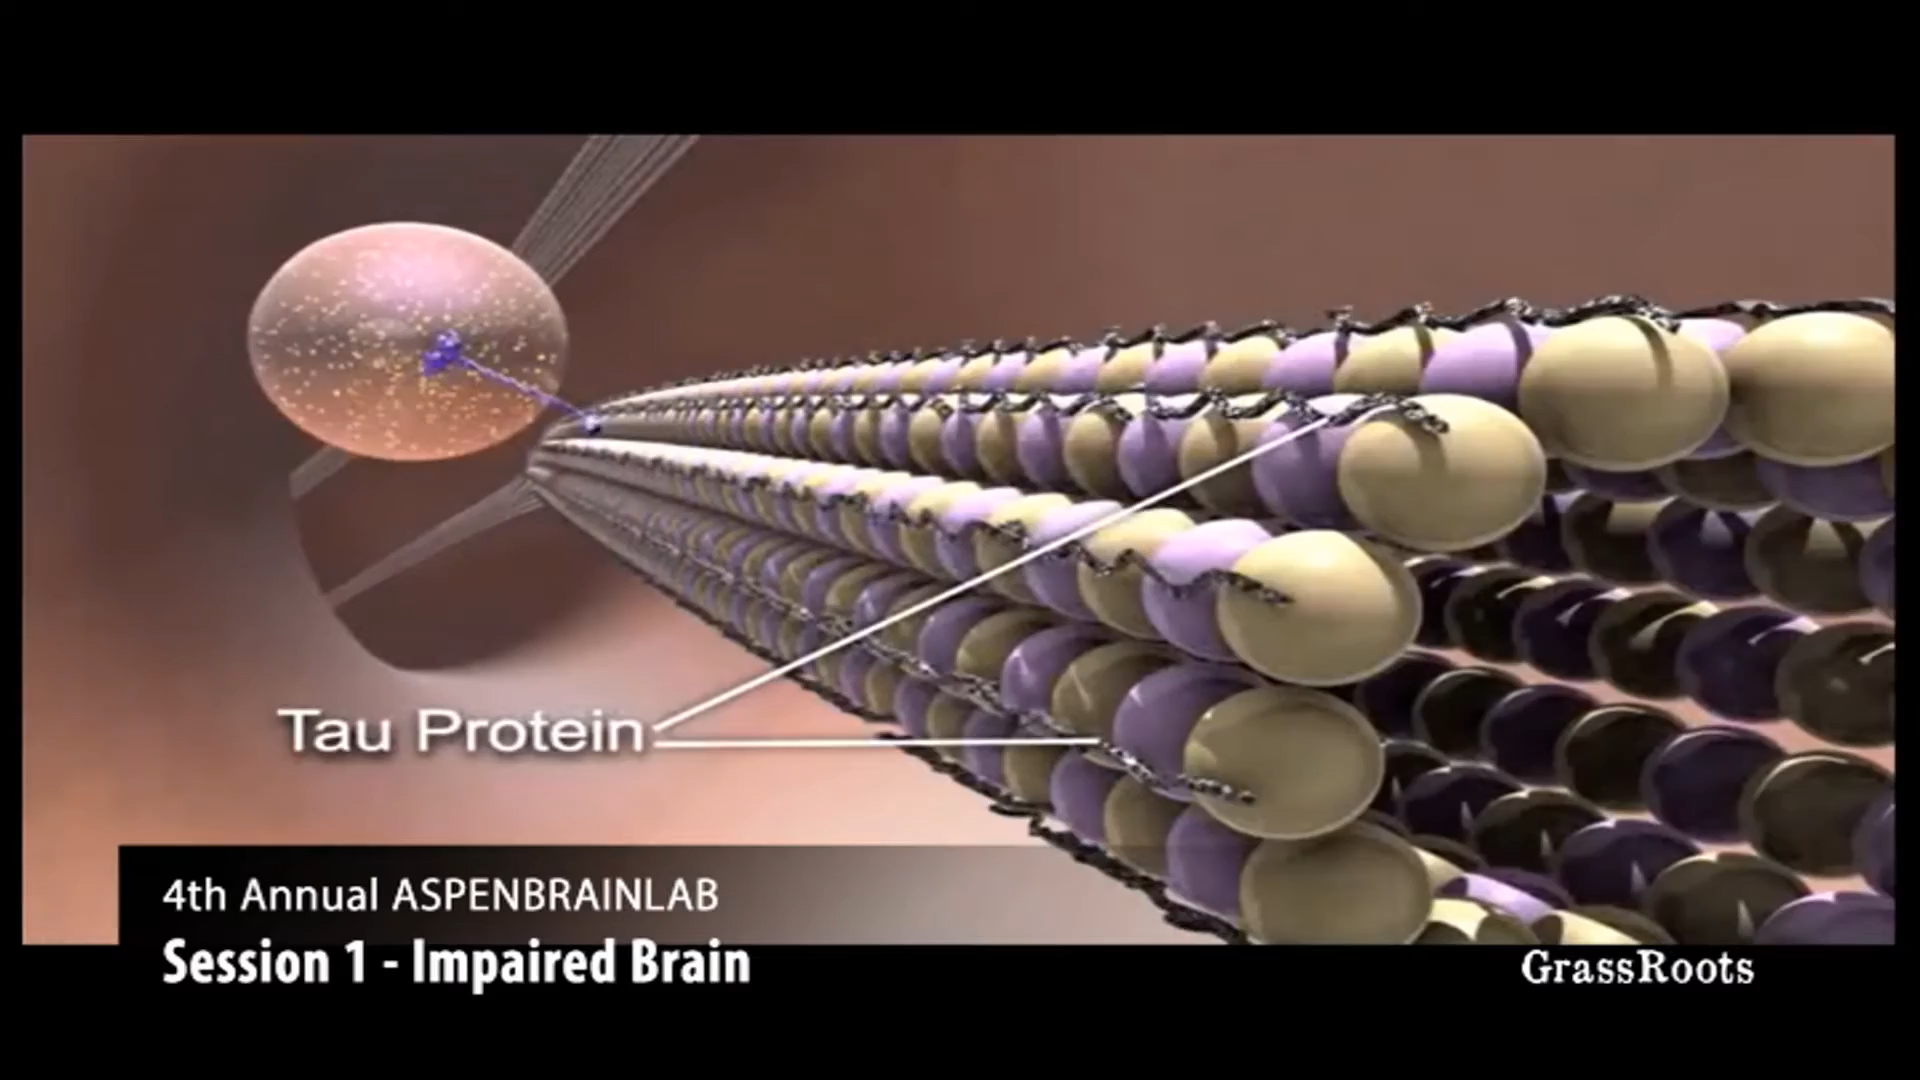 Tau Protein
4th Annual ASPENBRAINLAB
Session 1 - Impaired Brain
GrassRoots